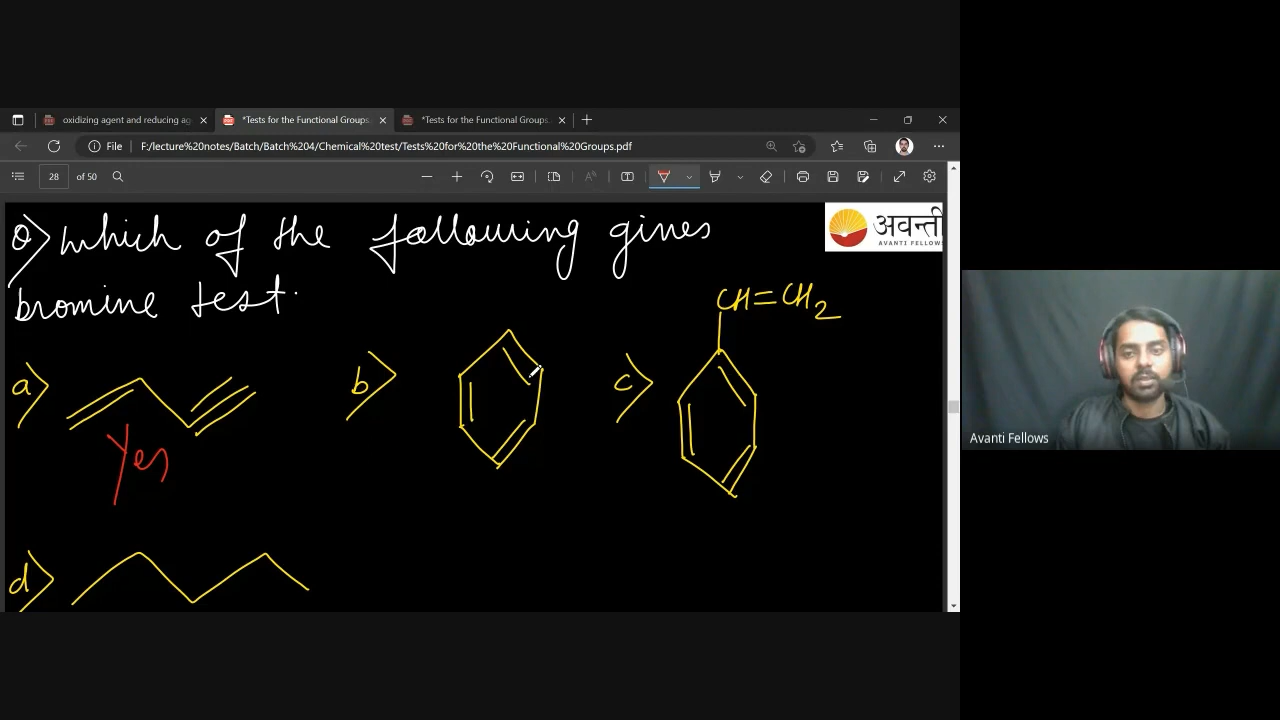 oxidizing agent and reducing ag
*Tests for the Functional Groups.
*Tests for the Functional Groups.
File
F:/lecture%20notes/Batch/Batch%204/Chemical%20test/Tests%20for%20the%20Functional%20Groups.pdf
28 of 50
Q> which of the following gives
bromine test.
अवन्ती
AVANTI FELLOWS
CH=CH2
a>
b>
c>
Yes
d>
Avanti Fellows